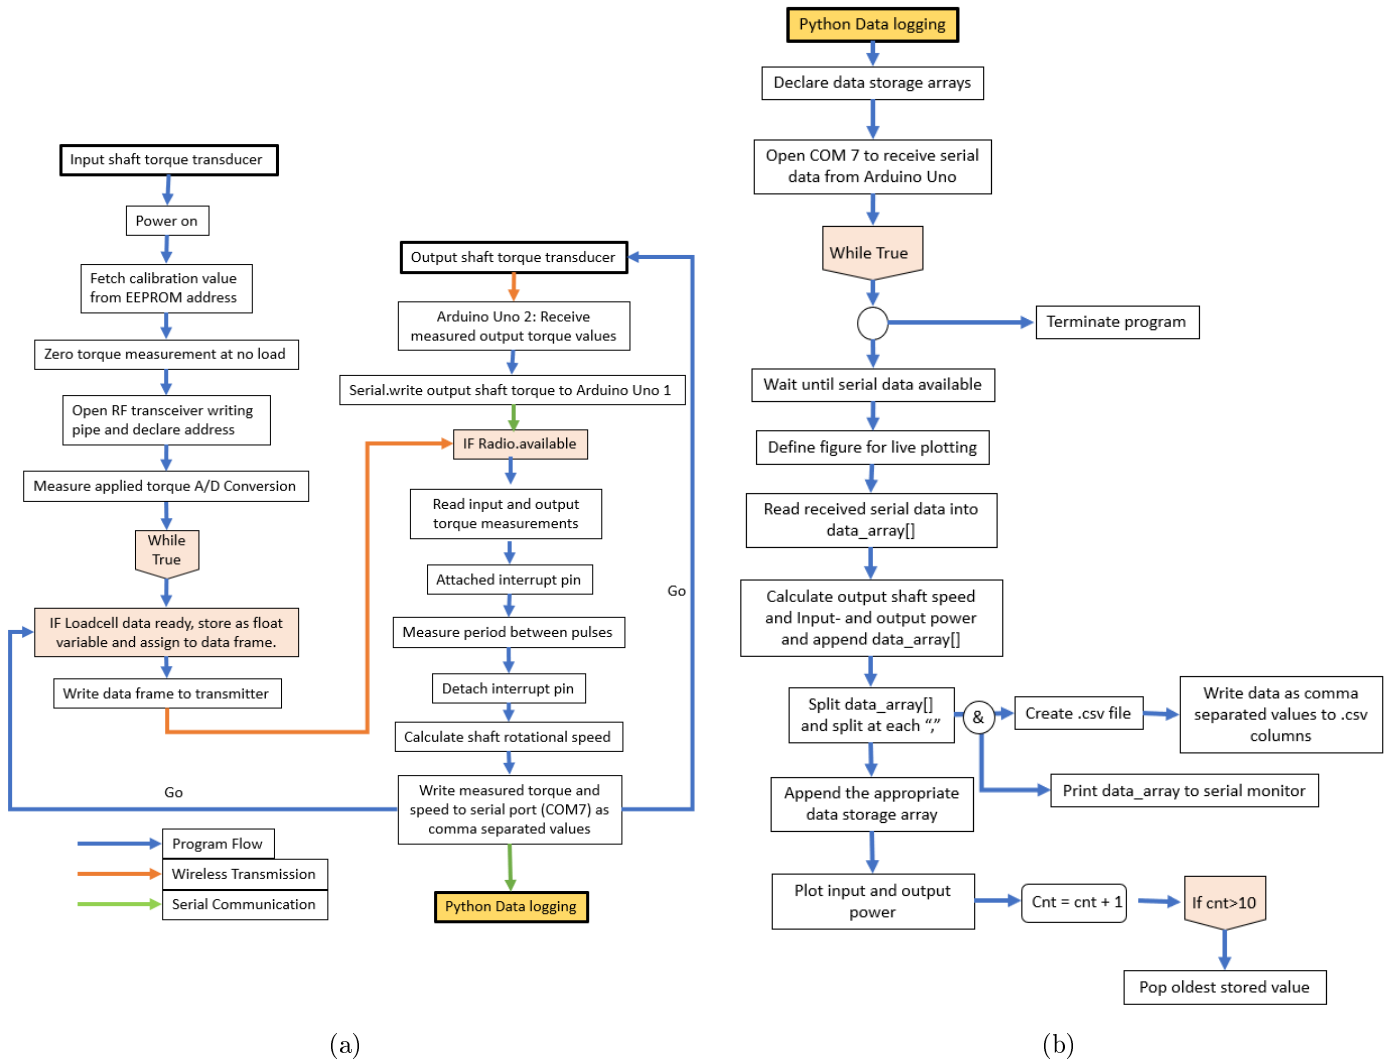 Input shaft torque transducer
Power on
Fetch calibration value
from EEPROM address
Zero torque measurement at no load
Open RF transceiver writing
pipe and declare address
Measure applied torque A/D Conversion
While
True
IF Loadcell data ready, store as float
variable and assign to data frame.
Write data frame to transmitter
Go
Program Flow
Wireless Transmission
Serial Communication
Output shaft torque transducer
Arduino Uno 2: Receive
measured output torque values
Serial.write output shaft torque to Arduino Uno 1
IF Radio.available
Read input and output
torque measurements
Attached interrupt pin
Measure period between pulses
Detach interrupt pin
Calculate shaft rotational speed
Write measured torque and
speed to serial port (COM7) as
comma separated values
Go
Python Data logging
(a)
Python Data logging
Declare data storage arrays
Open COM 7 to receive serial
data from Arduino Uno
While True
Terminate program
Wait until serial data available
Define figure for live plotting
Read received serial data into
data_array[]
Calculate output shaft speed
and Input- and output power
and append data_array[]
Split data_array[]
and split at each “,”
&
Create .csv file
Write data as comma
separated values to .csv
columns
Print data_array to serial monitor
Append the appropriate
data storage array
Plot input and output
power
Cnt = cnt + 1
If cnt>10
Pop oldest stored value
(b)